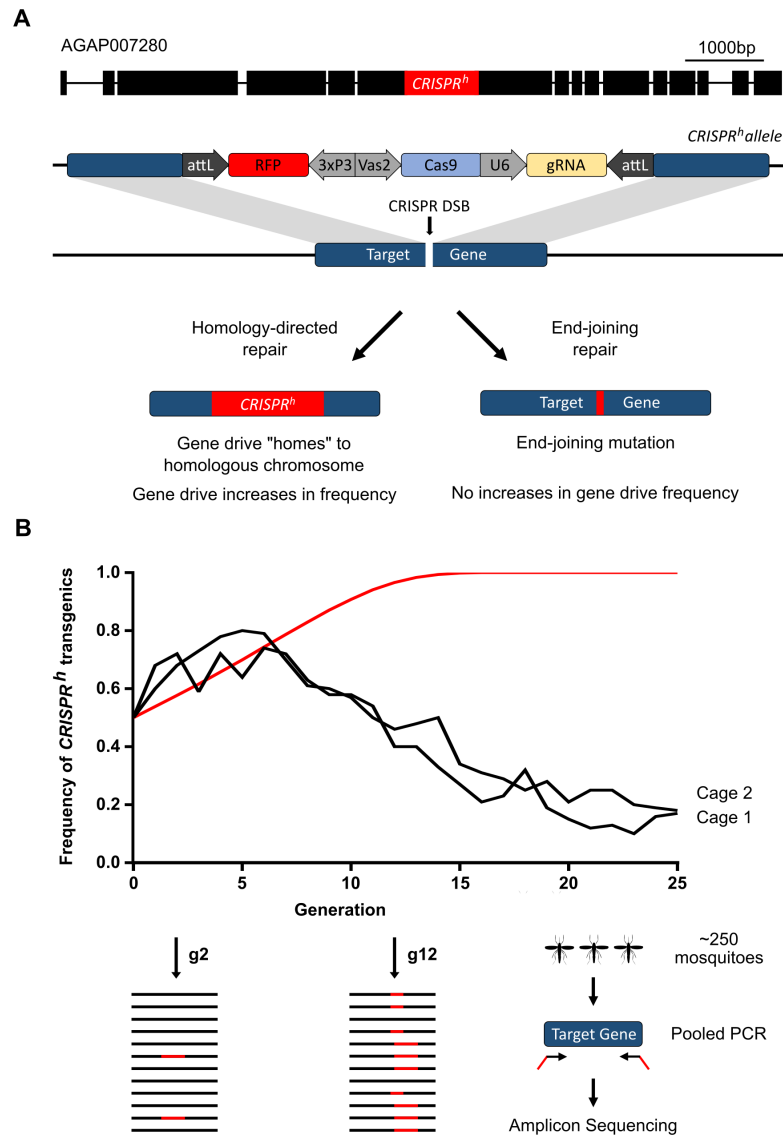 A
AGAP007280
1000bp
CRISPRʰ
CRISPRʰ allele
attL RFP 3xP3 Vas2 Cas9 U6 gRNA attL
CRISPR DSB
Target Gene
Homology-directed
repair
End-joining
repair
CRISPRʰ
Target Gene
Gene drive "homes" to
homologous chromosome
End-joining mutation
Gene drive increases in frequency
No increases in gene drive frequency
B
Frequency of CRISPRʰ transgenics
1.0
0.8
0.6
0.4
0.2
0.0
Cage 2
Cage 1
0 5 10 15 20 25
Generation
g2
g12
~250
mosquitoes
Target Gene
Pooled PCR
Amplicon Sequencing